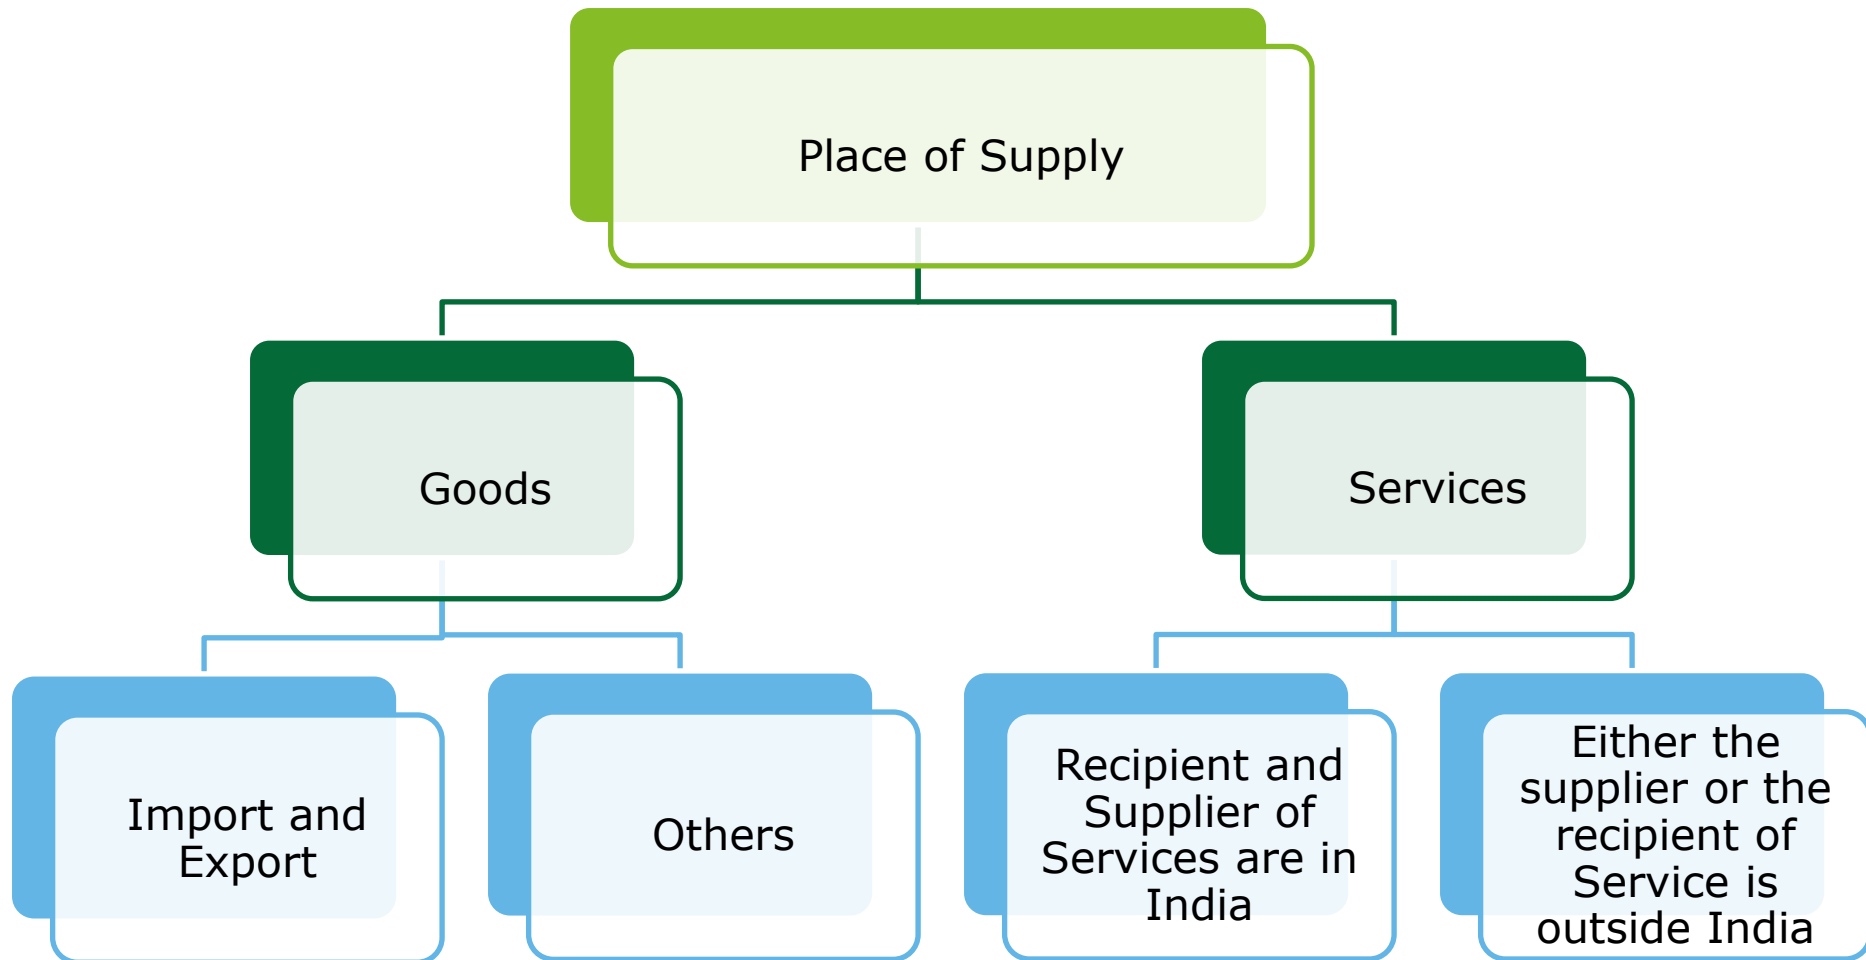 Place of Supply
Goods
Services
Import and
Export
Others
Recipient and
Supplier of
Services are in
India
Either the
supplier or the
recipient of
Service is
outside India